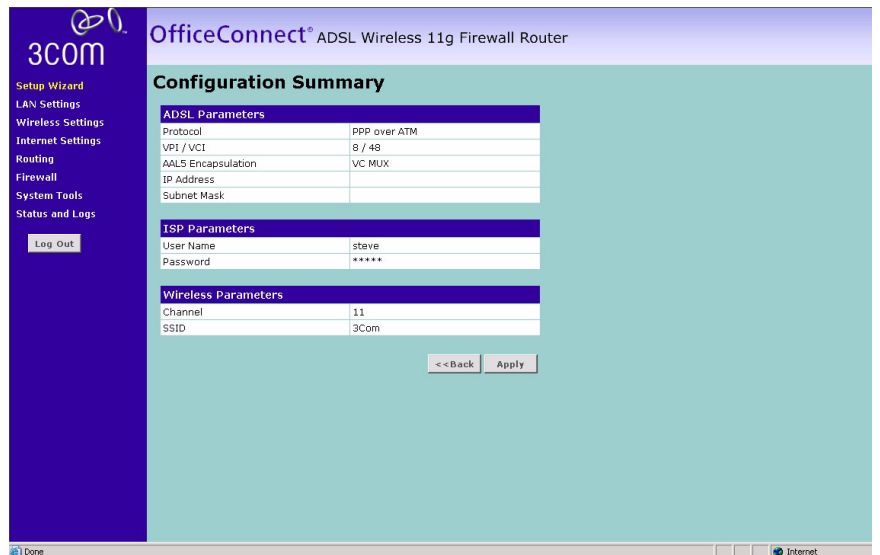 3COM
OfficeConnect® ADSL Wireless 11g Firewall Router
Setup Wizard
LAN Settings
Wireless Settings
Internet Settings
Routing
Firewall
System Tools
Status and Logs
Log Out
Configuration Summary
ADSL Parameters
Protocol PPP over ATM
VPI / VCI 8 / 48
AAL5 Encapsulation VC MUX
IP Address
Subnet Mask
ISP Parameters
User Name steve
Password *****
Wireless Parameters
Channel 11
SSID 3Com
<<Back Apply
Done Internet